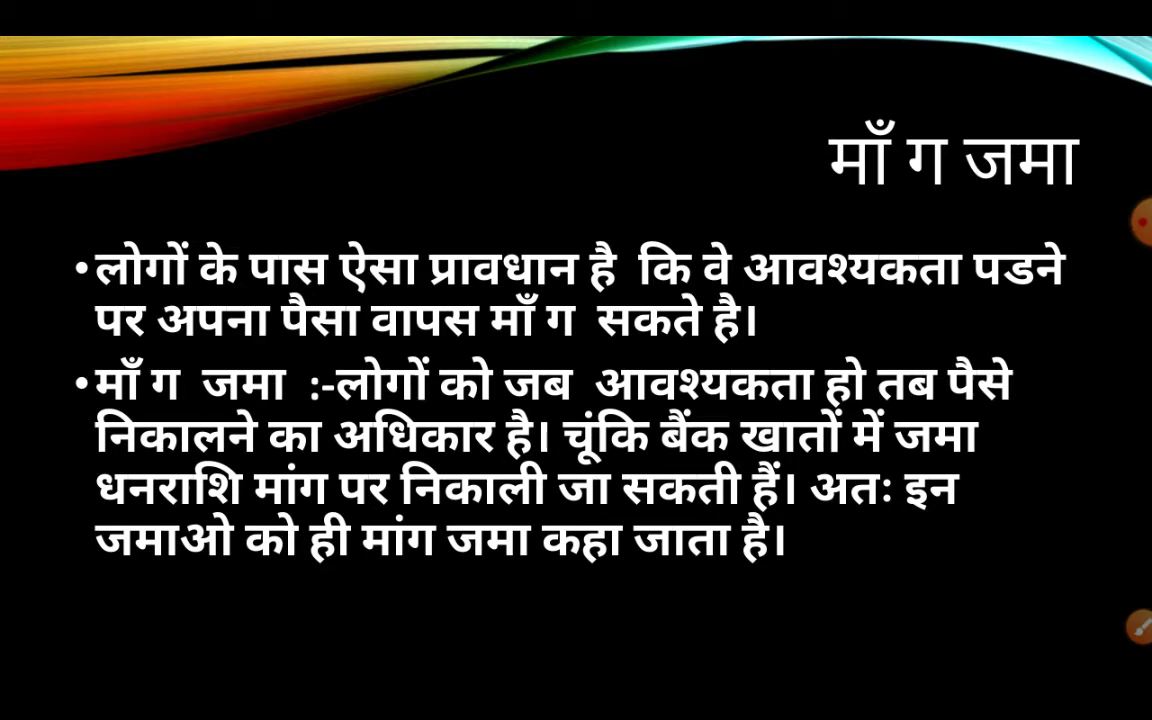 माँ ग जमा
•लोगों के पास ऐसा प्रावधान है  कि वे आवश्यकता पडने
पर अपना पैसा वापस माँ ग  सकते है।
•माँ ग  जमा  :-लोगों को जब  आवश्यकता हो तब पैसे
निकालने का अधिकार है। चूंकि बैंक खातों में जमा
धनराशि मांग पर निकाली जा सकती हैं। अतः इन
जमाओ को ही मांग जमा कहा जाता है।